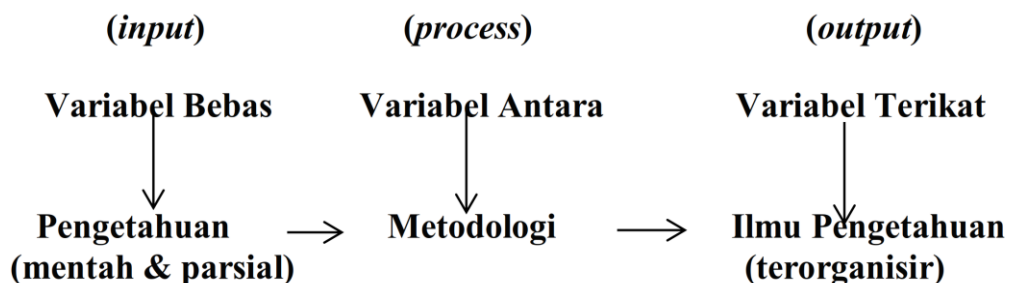 (input) (process) (output)
Variabel Bebas Variabel Antara Variabel Terikat
Pengetahuan Metodologi Ilmu Pengetahuan
(mentah & parsial) (terorganisir)